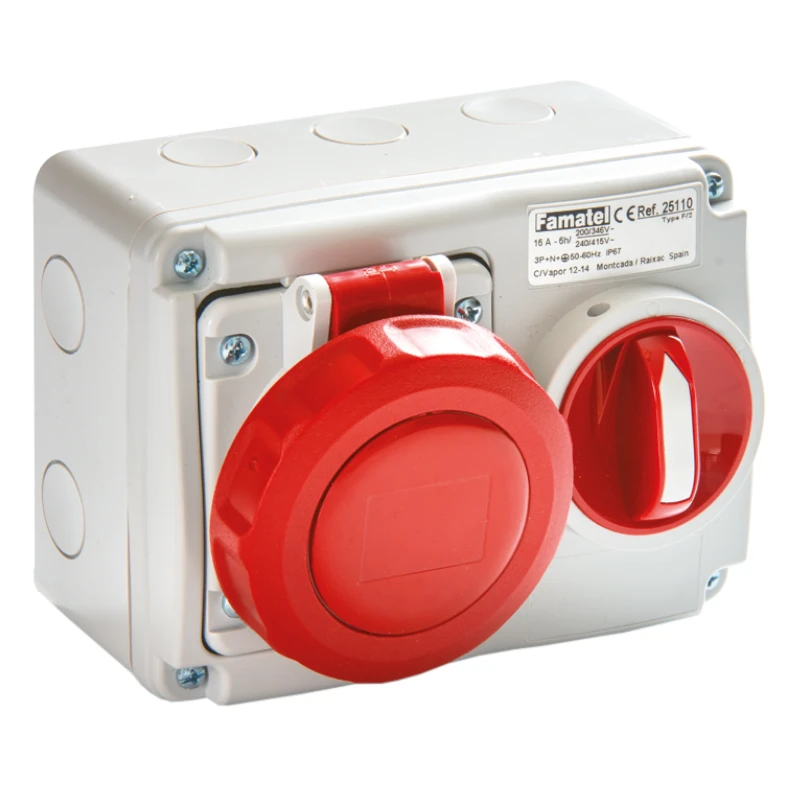 Famatel CE Ref. 25110
Type P/2
16 A - 6h/ 200/346V~
240/415V~
3P+N+⏚50-60Hz IP67
C/Vapor 12-14 Montcada / Raixac Spain